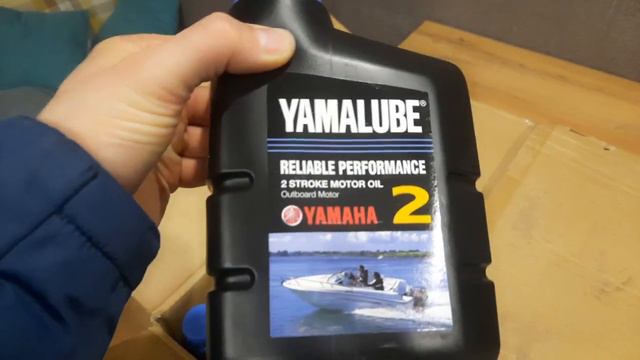 YAMALUBE®
RELIABLE PERFORMANCE
2 STROKE MOTOR OIL
Outboard Motor
YAMAHA 2